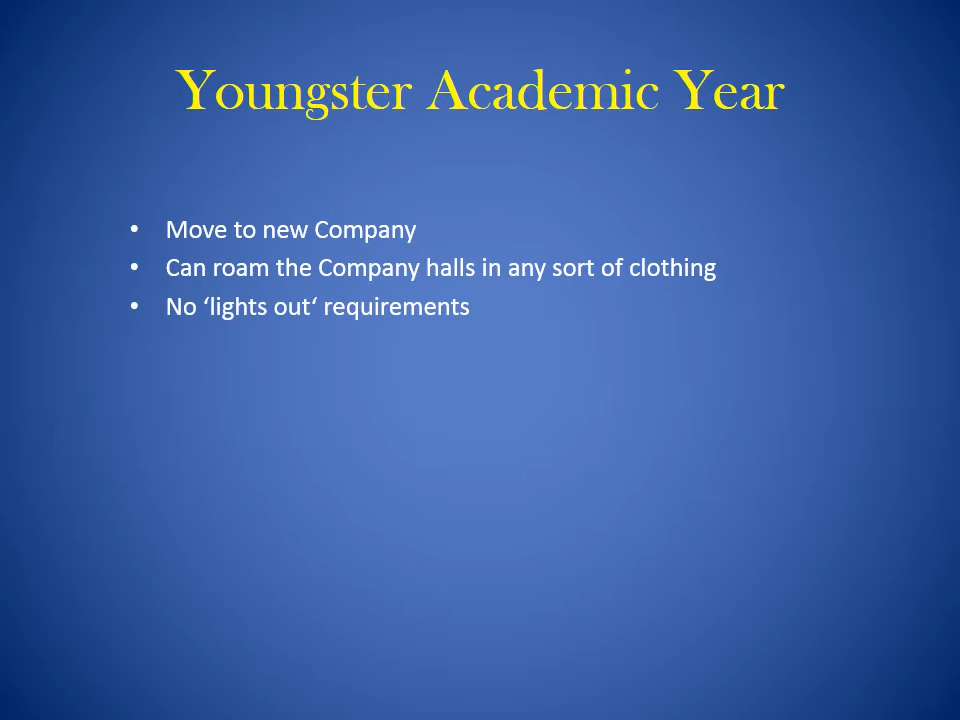 Youngster Academic Year
• Move to new Company
• Can roam the Company halls in any sort of clothing
• No ‘lights out‘ requirements